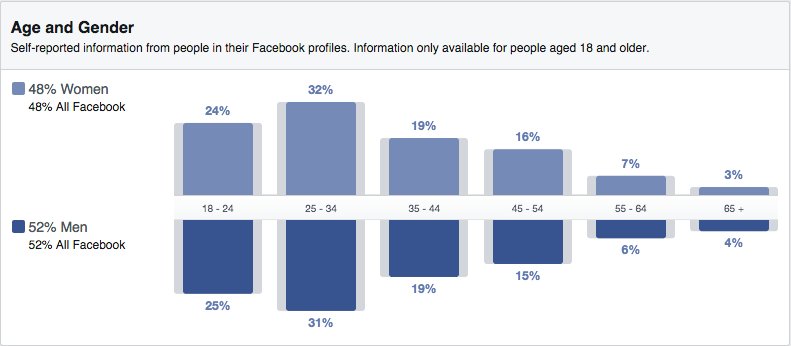 Age and Gender
Self-reported information from people in their Facebook profiles. Information only available for people aged 18 and older.
48% Women
48% All Facebook
24% 32% 19% 16% 7% 3%
18 - 24 25 - 34 35 - 44 45 - 54 55 - 64 65 +
52% Men
52% All Facebook
25% 31% 19% 15% 6% 4%